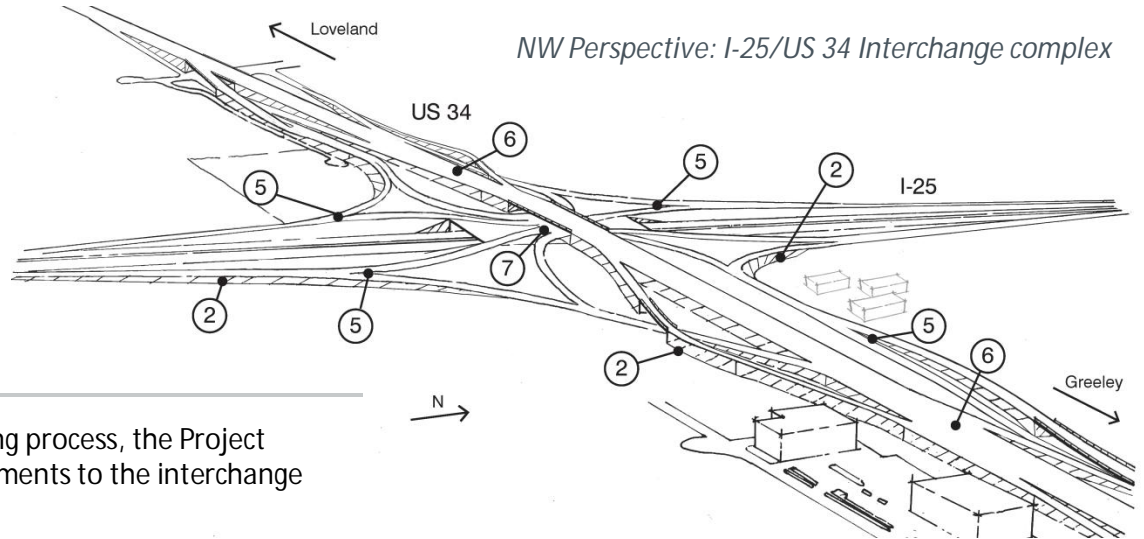 Loveland
NW Perspective: I-25/US 34 Interchange complex
US 34
6
5
2
I-25
5
7
2
5
2
5
6
Greeley
N
ng process, the Project
ments to the interchange